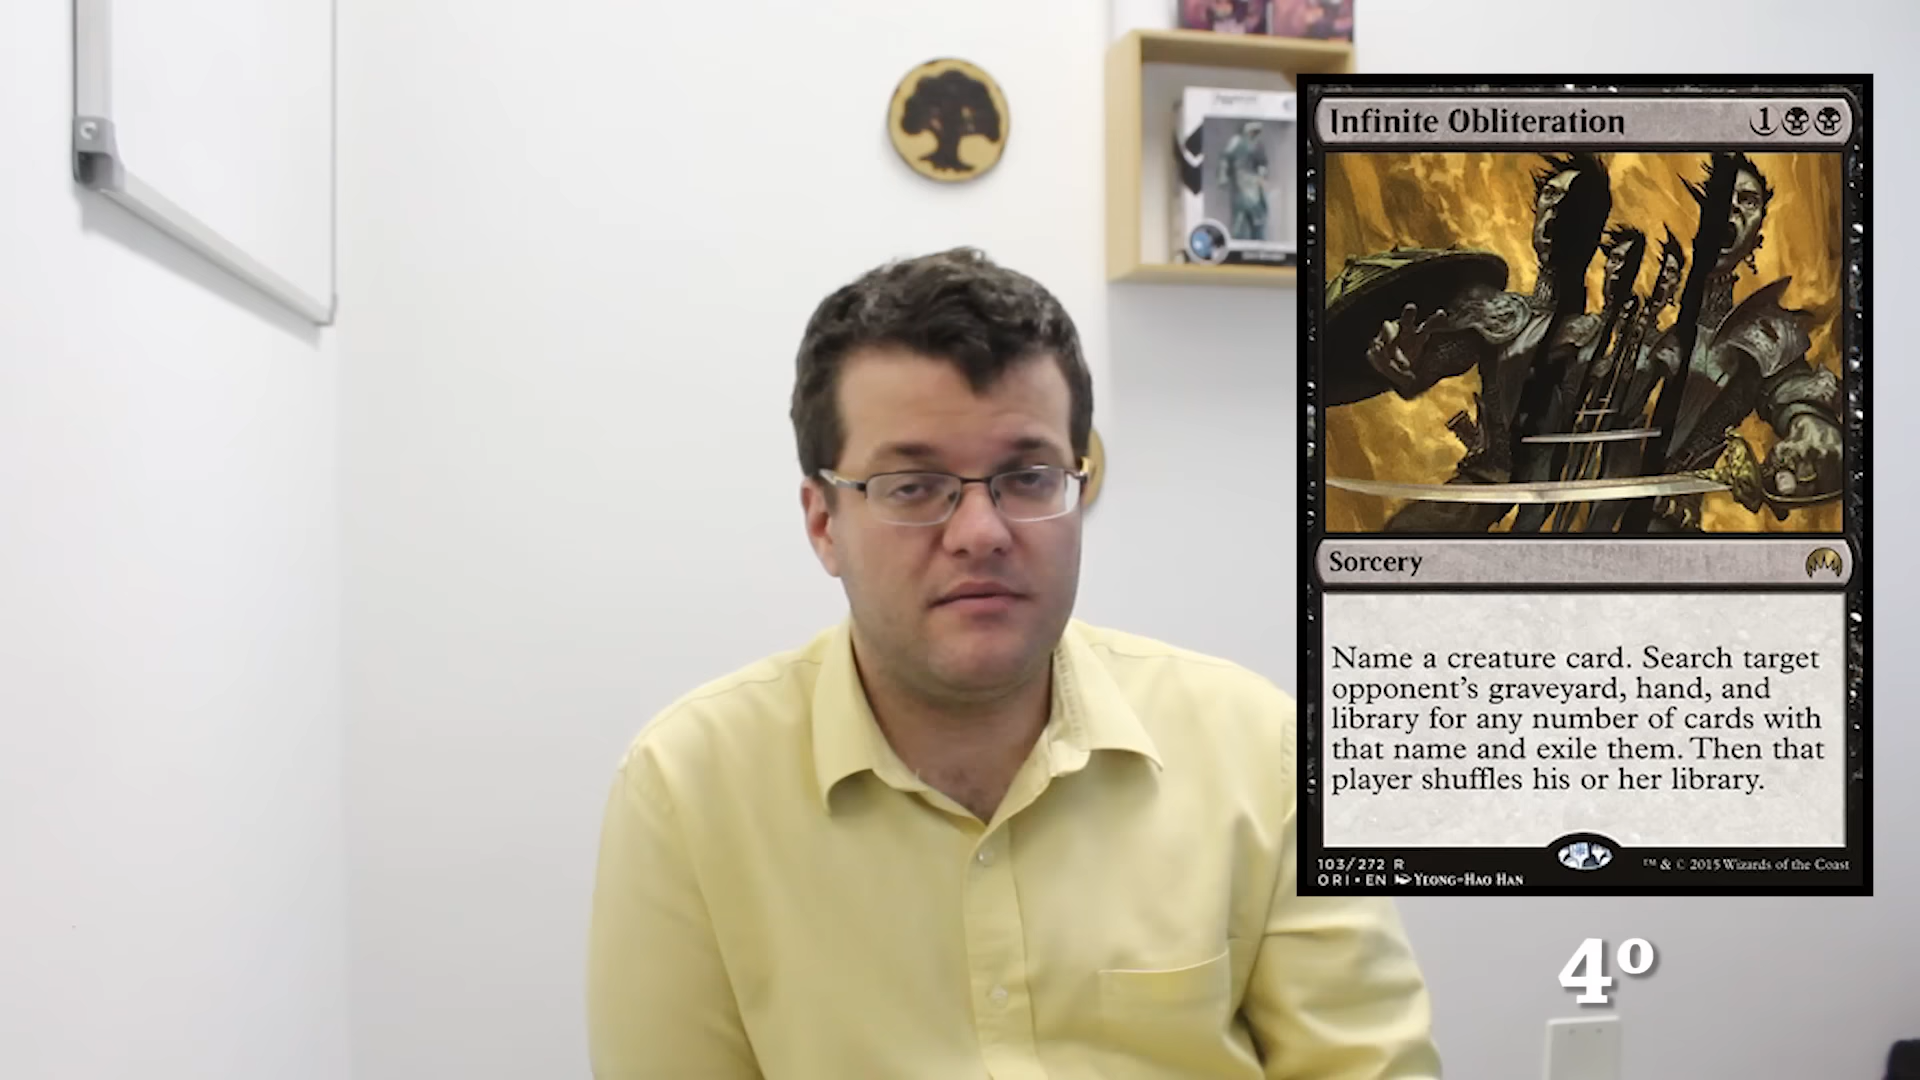 Infinite Obliteration 1
Sorcery
Name a creature card. Search target
opponent's graveyard, hand, and
library for any number of cards with
that name and exile them. Then that
player shuffles his or her library.
103/272 R
ORI • EN Yeong-Hao Han
™ & © 2015 Wizards of the Coast
4º